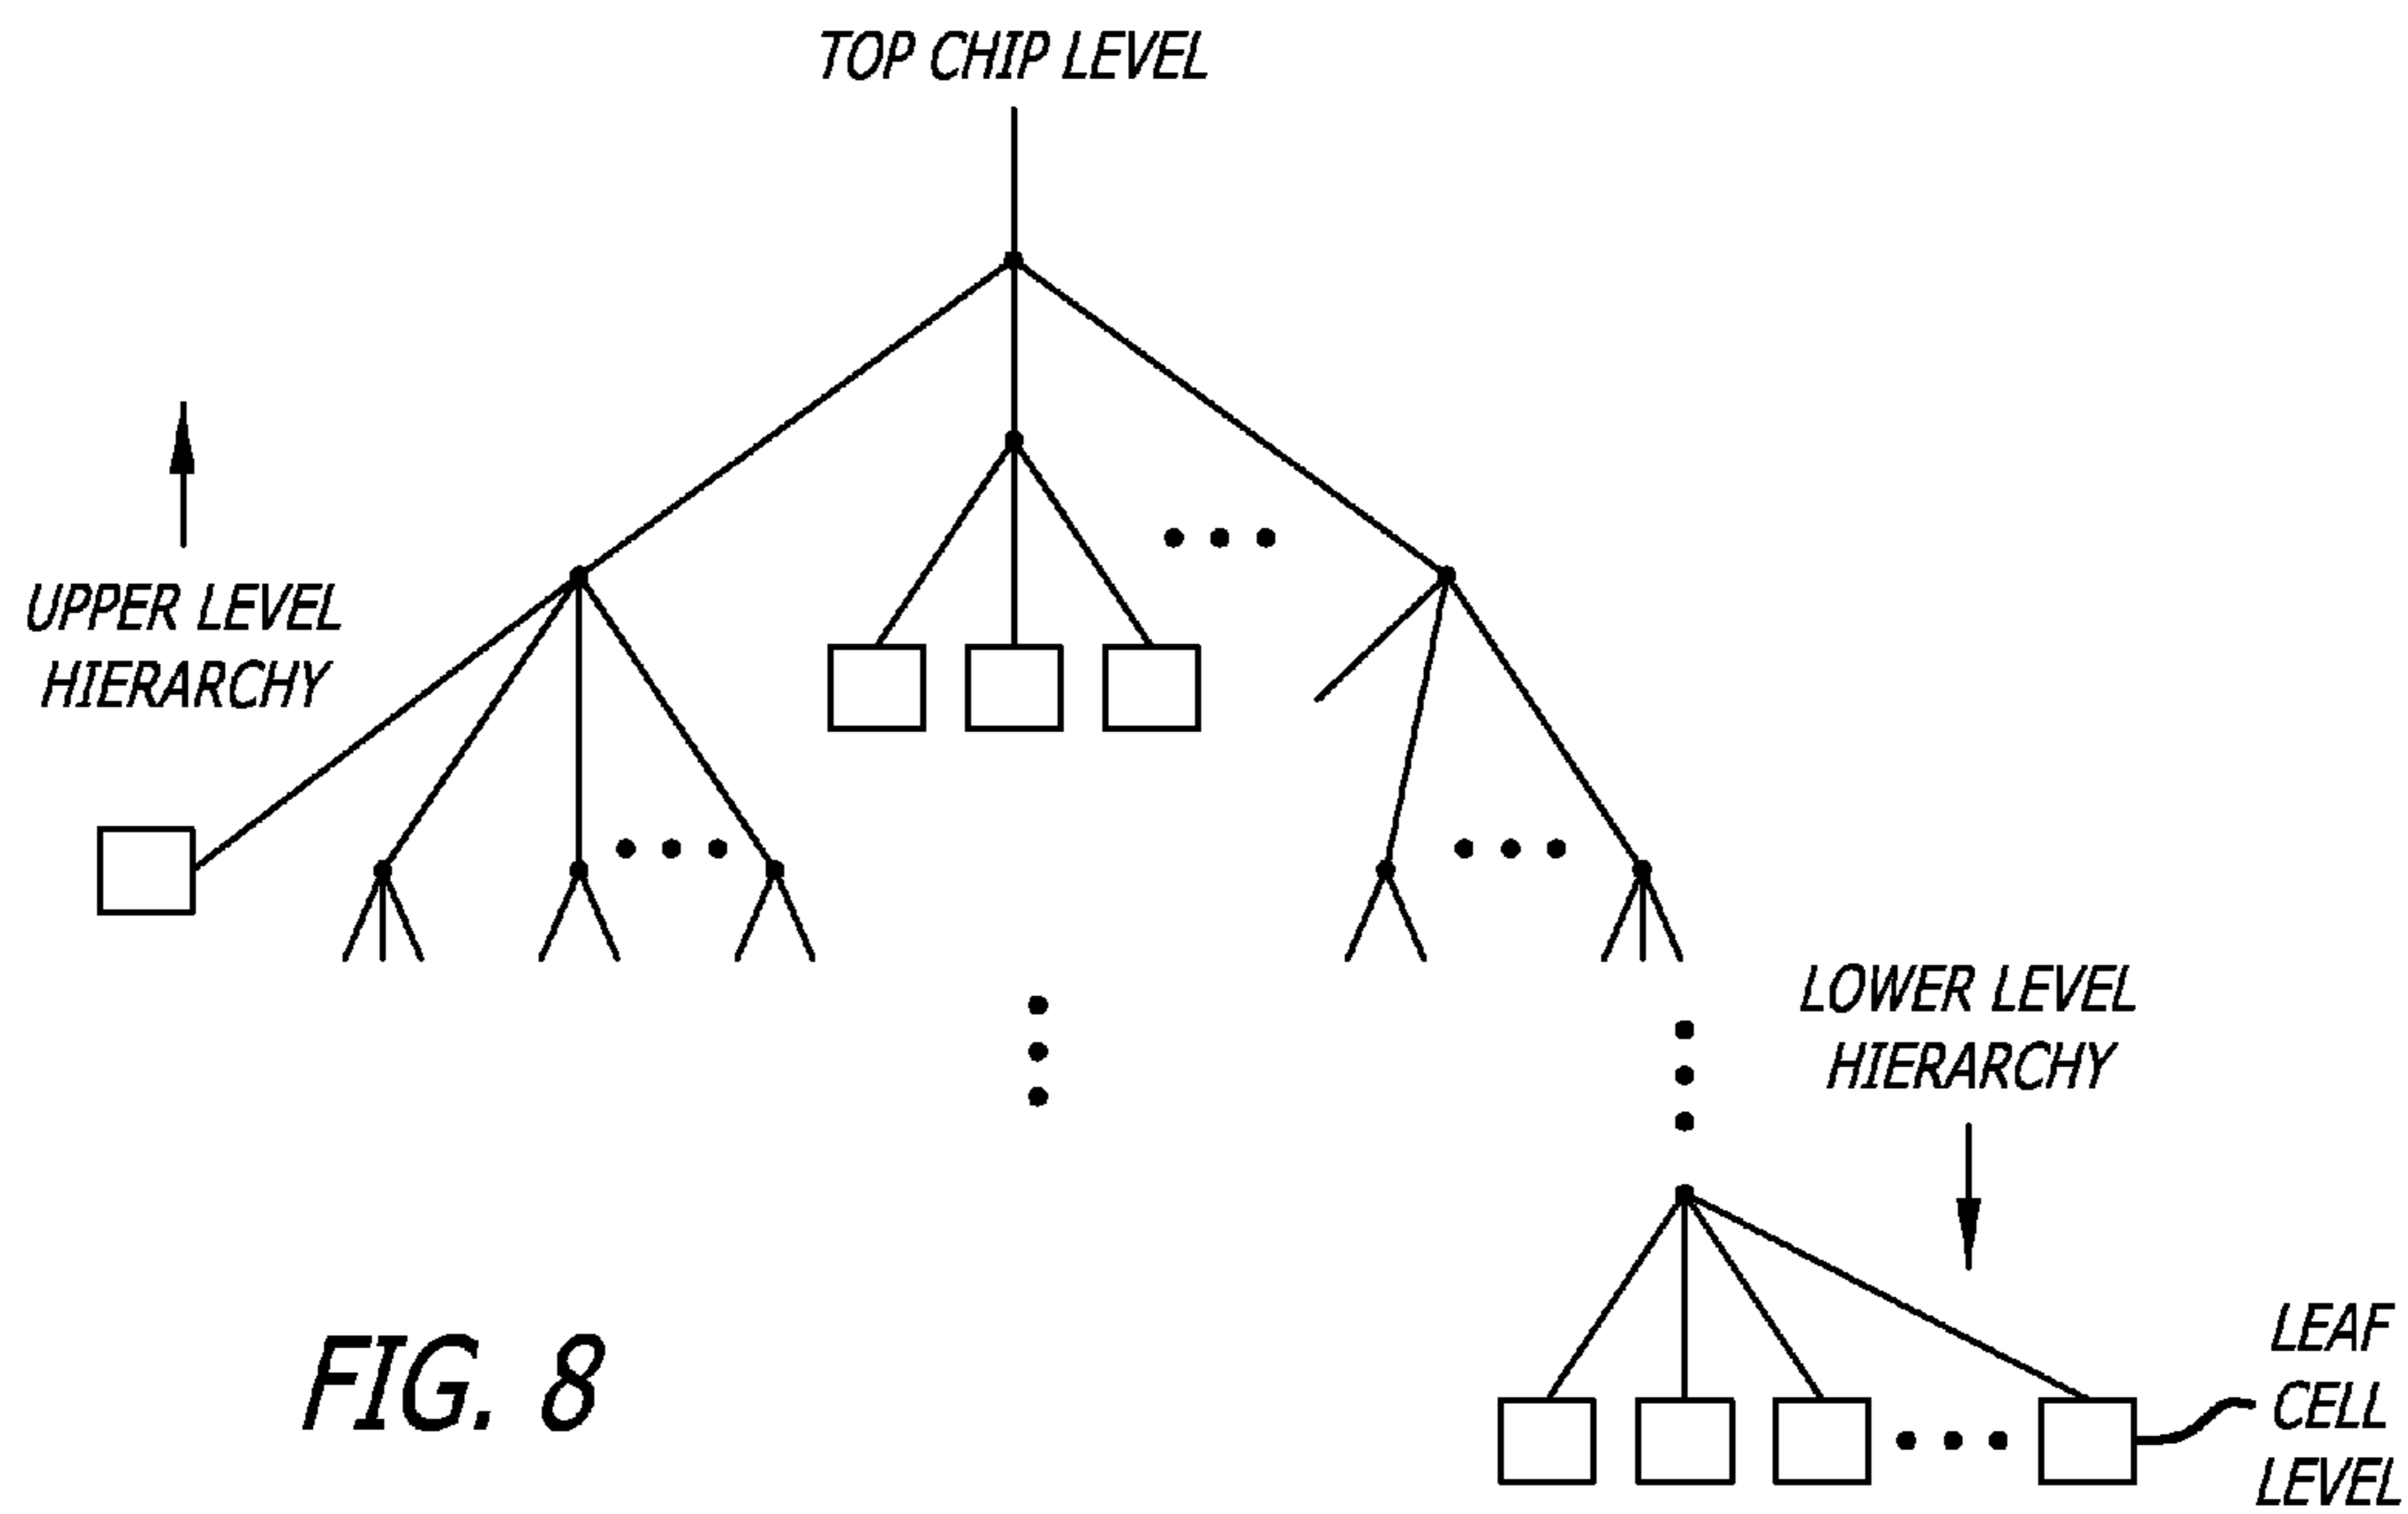 TOP CHIP LEVEL
UPPER LEVEL
HIERARCHY
LOWER LEVEL
HIERARCHY
LEAF
CELL
LEVEL
FIG. 8